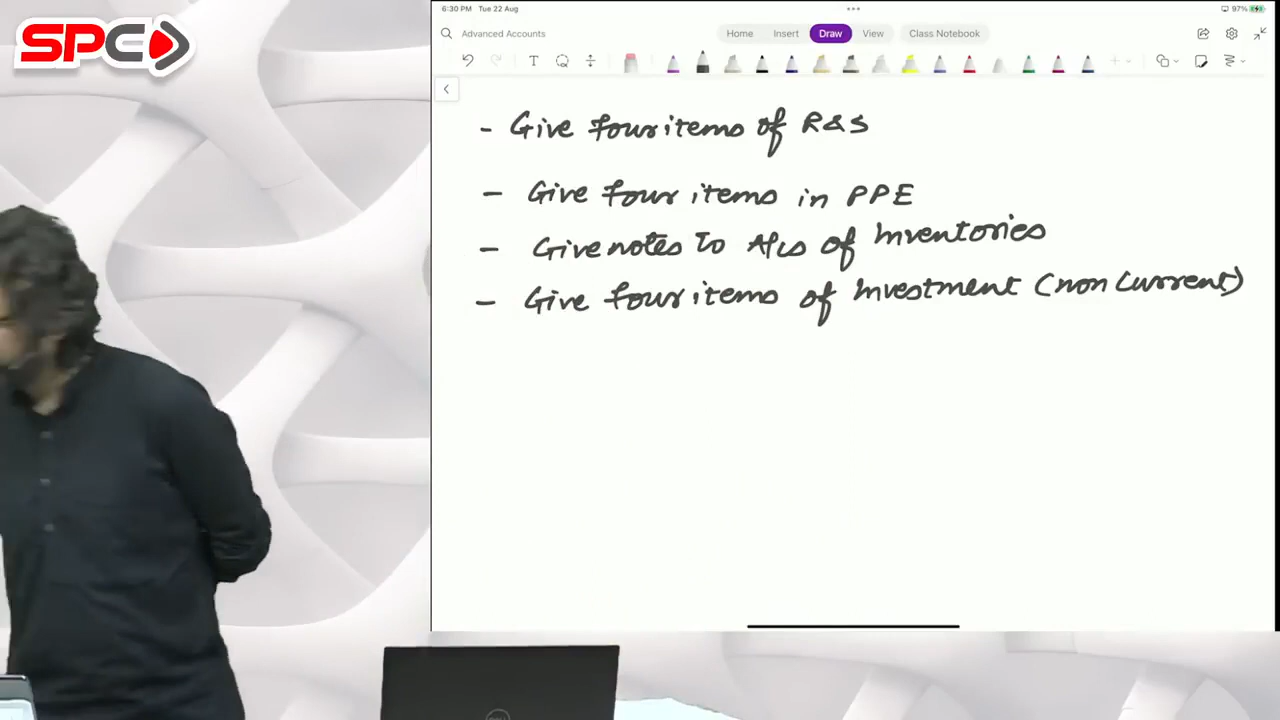 SPC
6:30 PM Tue 22 Aug
97%
Advanced Accounts
Home Insert Draw View Class Notebook
- Give four items of R&S
- Give four items in PPE
- Give notes to A/cs of Inventories
- Give four items of Investment (non current)
DELL